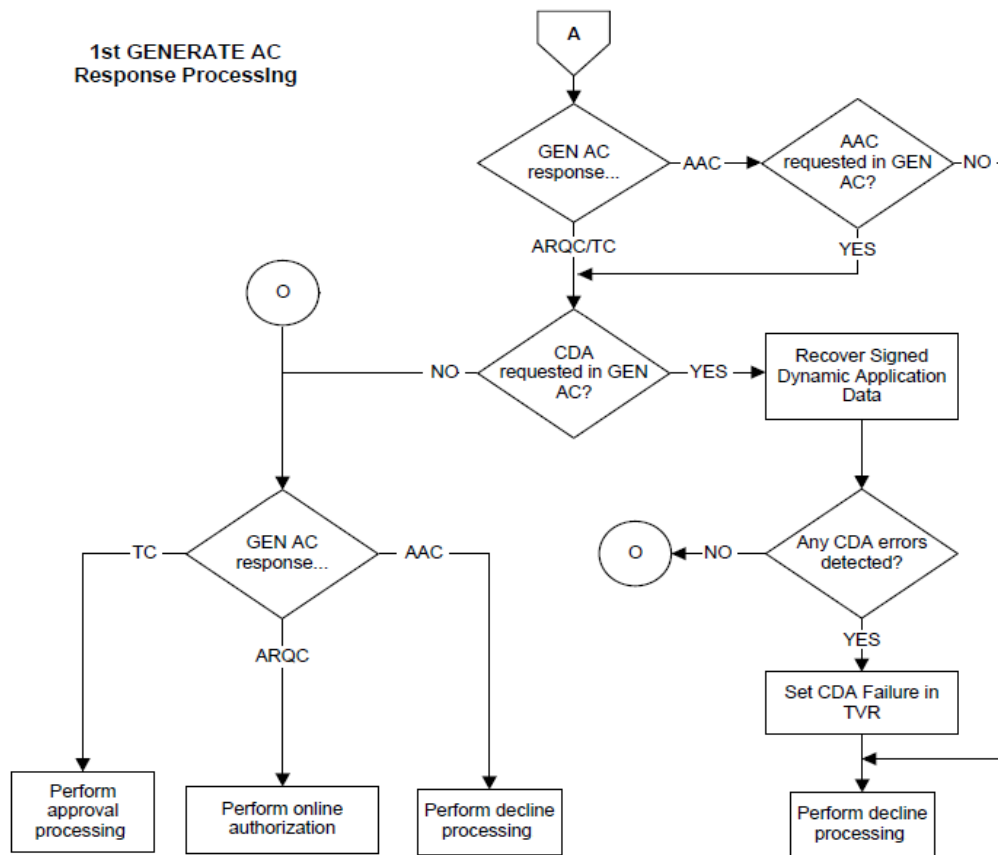 1st GENERATE AC
Response Processing
A
GEN AC
response...
AAC
AAC
requested in GEN
AC?
NO
ARQC/TC
YES
O
NO
CDA
requested in GEN
AC?
YES
Recover Signed
Dynamic Application
Data
TC
GEN AC
response...
AAC
O
NO
Any CDA errors
detected?
ARQC
YES
Set CDA Failure in
TVR
Perform
approval
processing
Perform online
authorization
Perform decline
processing
Perform decline
processing